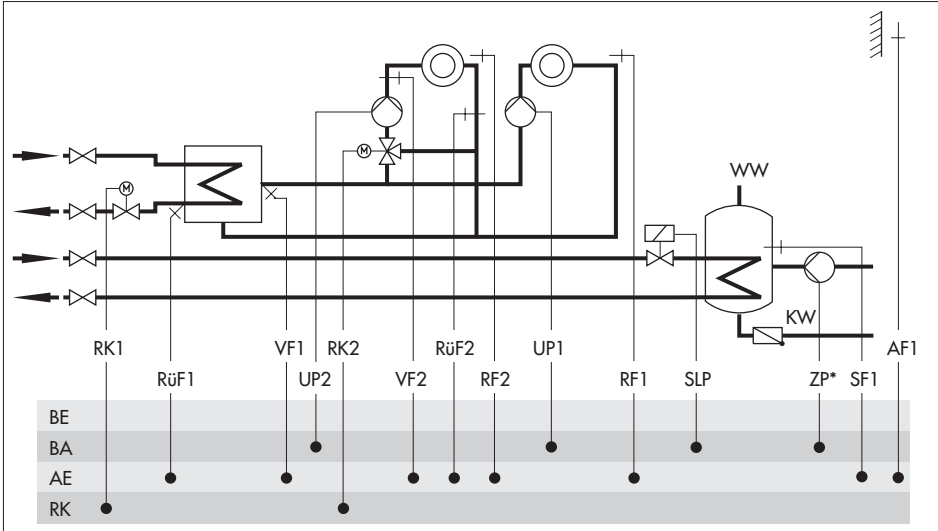 WW
KW
M
M
RK1 VF1 RK2 RüF2 UP1 AF1
RüF1 UP2 VF2 RF2 RF1 SLP ZP* SF1
BE
BA
AE
RK